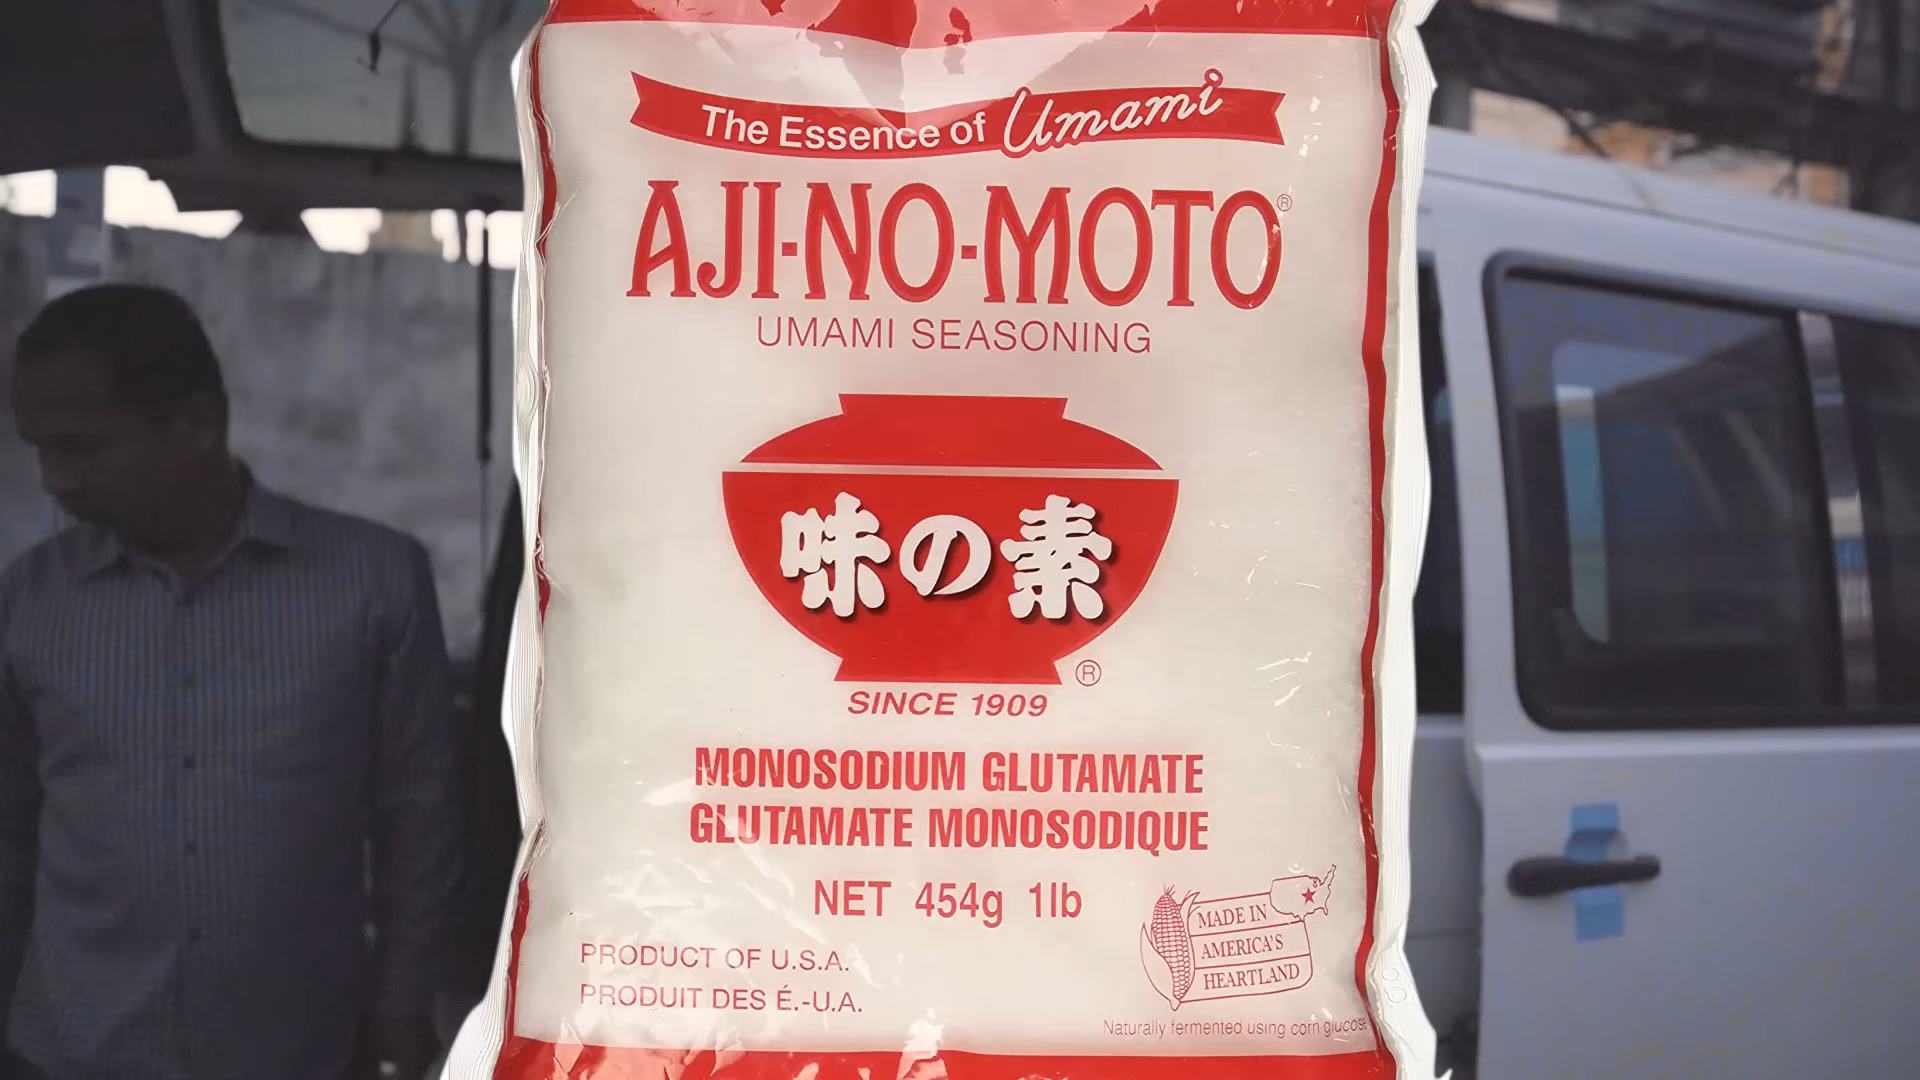 The Essence of Umami
AJI-NO-MOTO®
UMAMI SEASONING
味の素
®
SINCE 1909
MONOSODIUM GLUTAMATE
GLUTAMATE MONOSODIQUE
NET 454g 1lb
MADE IN
AMERICA'S
HEARTLAND
PRODUCT OF U.S.A.
PRODUIT DES É.-U.A.
Naturally fermented using corn glucose